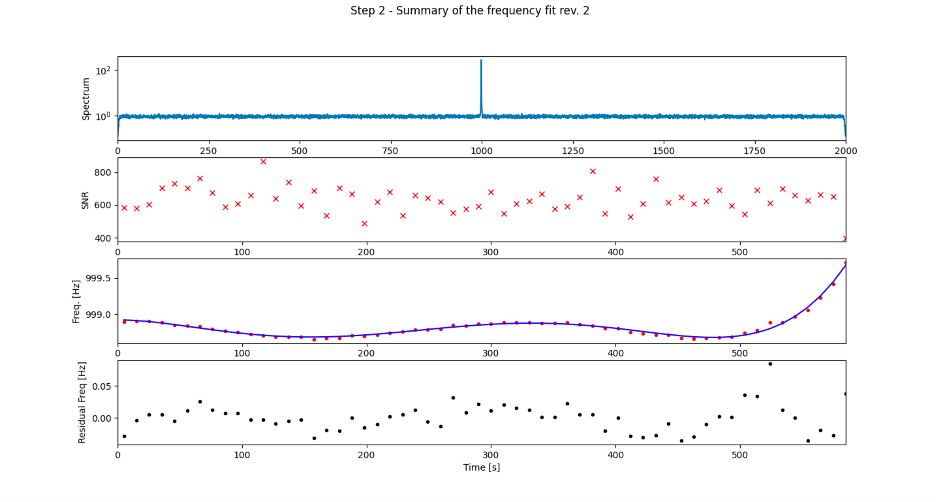 Step 2 - Summary of the frequency fit rev. 2
Spectrum
10²
10⁰
0 250 500 750 1000 1250 1500 1750 2000
SNR
800
600
400
0 100 200 300 400 500
Freq. [Hz]
999.5
999.0
0 100 200 300 400 500
Residual Freq [Hz]
0.05
0.00
0 100 200 300 400 500
Time [s]